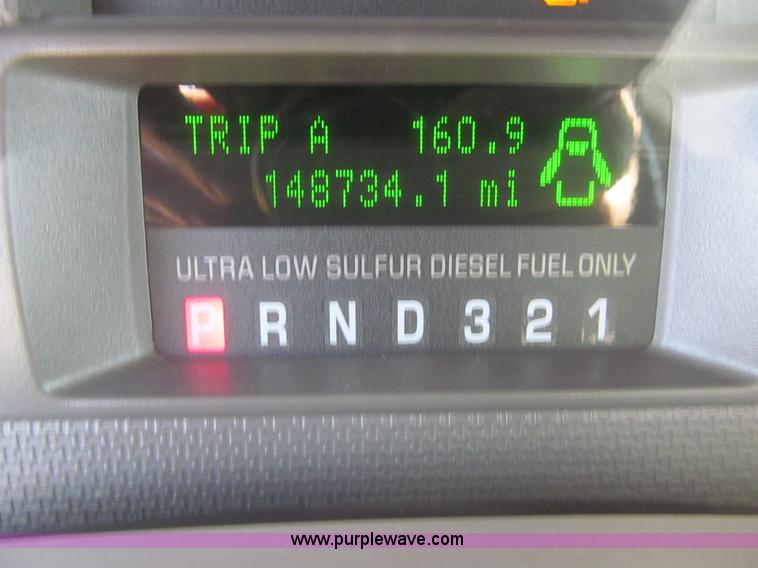 TRIP A 160.9
148734.1 mi
ULTRA LOW SULFUR DIESEL FUEL ONLY
P R N D 3 2 1
www.purplewave.com